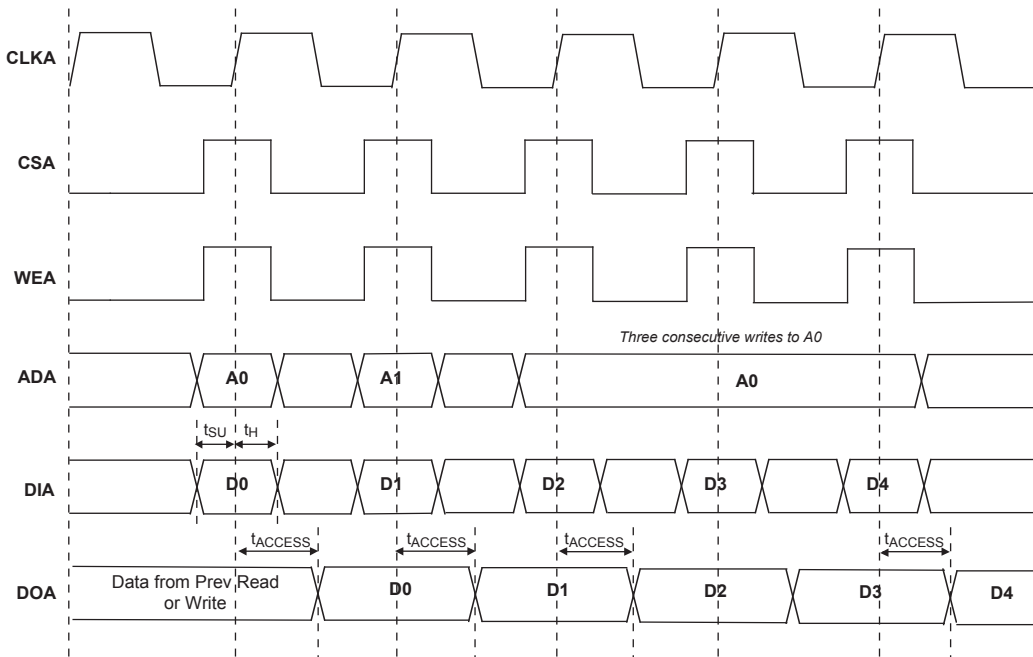 CLKA
CSA
WEA
Three consecutive writes to A0
ADA
A0
A1
A0
tSU
tH
DIA
D0
D1
D2
D3
D4
tACCESS
tACCESS
tACCESS
tACCESS
DOA
Data from Prev Read
or Write
D0
D1
D2
D3
D4